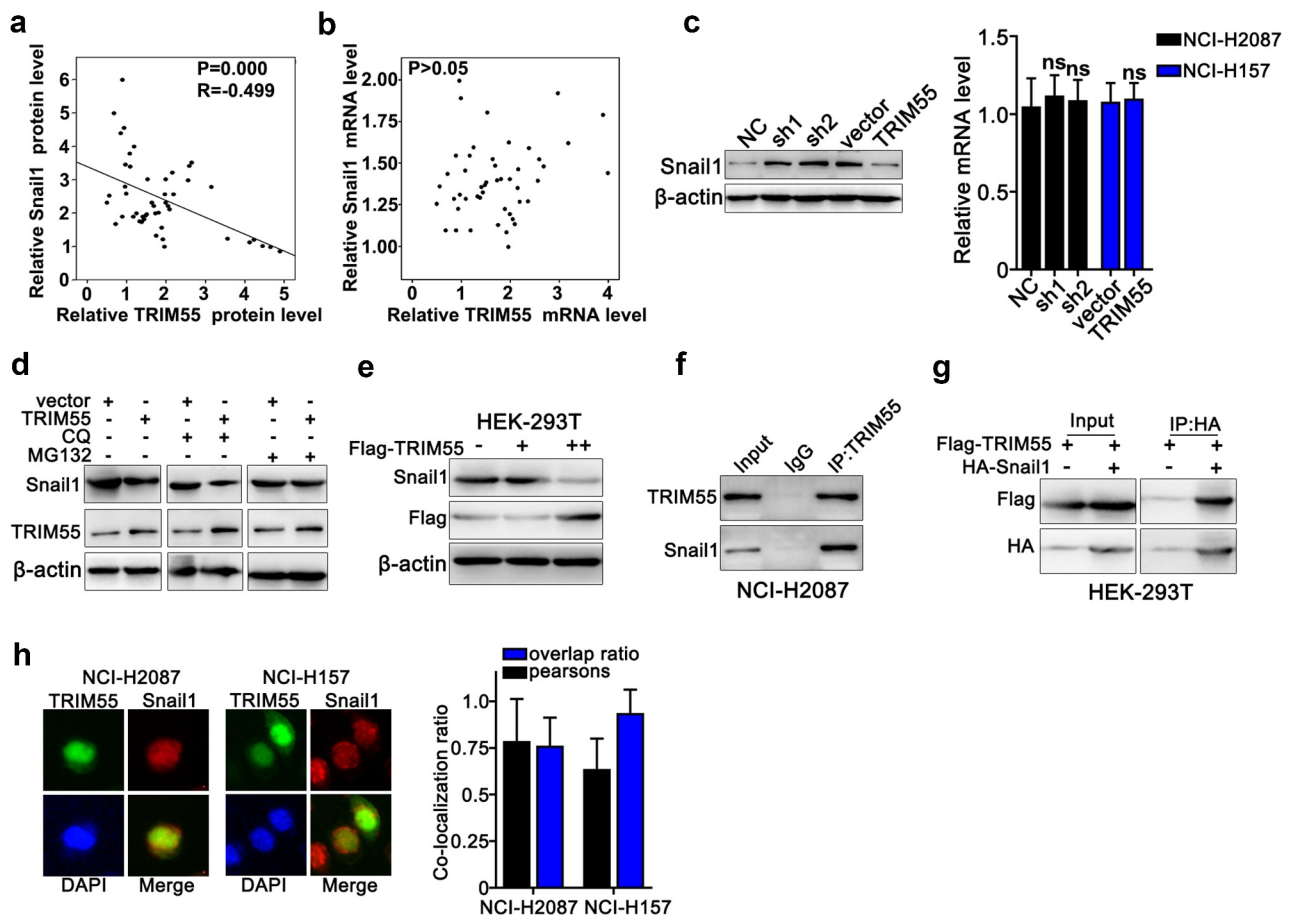 a
Relative Snail1 protein level
6
5
4
3
2
1
0
P=0.000
R=-0.499
0 1 2 3 4 5
Relative TRIM55 protein level
b
Relative Snail1 mRNA level
2.00
1.75
1.50
1.25
1.00
P>0.05
0 1 2 3 4
Relative TRIM55 mRNA level
c
NC sh1 sh2 vector TRIM55
Snail1
β-actin
Relative mRNA level
1.5
1.0
0.5
0
ns ns ns
NC sh1 sh2 vector TRIM55
NCI-H2087
NCI-H157
d
vector + - + - + -
TRIM55 - + - + - +
CQ - - + + - -
MG132 - - - - + +
Snail1
TRIM55
β-actin
e
HEK-293T
Flag-TRIM55 - + ++
Snail1
Flag
β-actin
f
Input IgG IP:TRIM55
TRIM55
Snail1
NCI-H2087
g
Input IP:HA
Flag-TRIM55 + + + +
HA-Snail1 - + - +
Flag
HA
HEK-293T
h
NCI-H2087 NCI-H157
TRIM55 Snail1 TRIM55 Snail1
DAPI Merge DAPI Merge
overlap ratio
pearsons
Co-localization ratio
1.0
0.75
0.5
0.25
0
NCI-H2087 NCI-H157